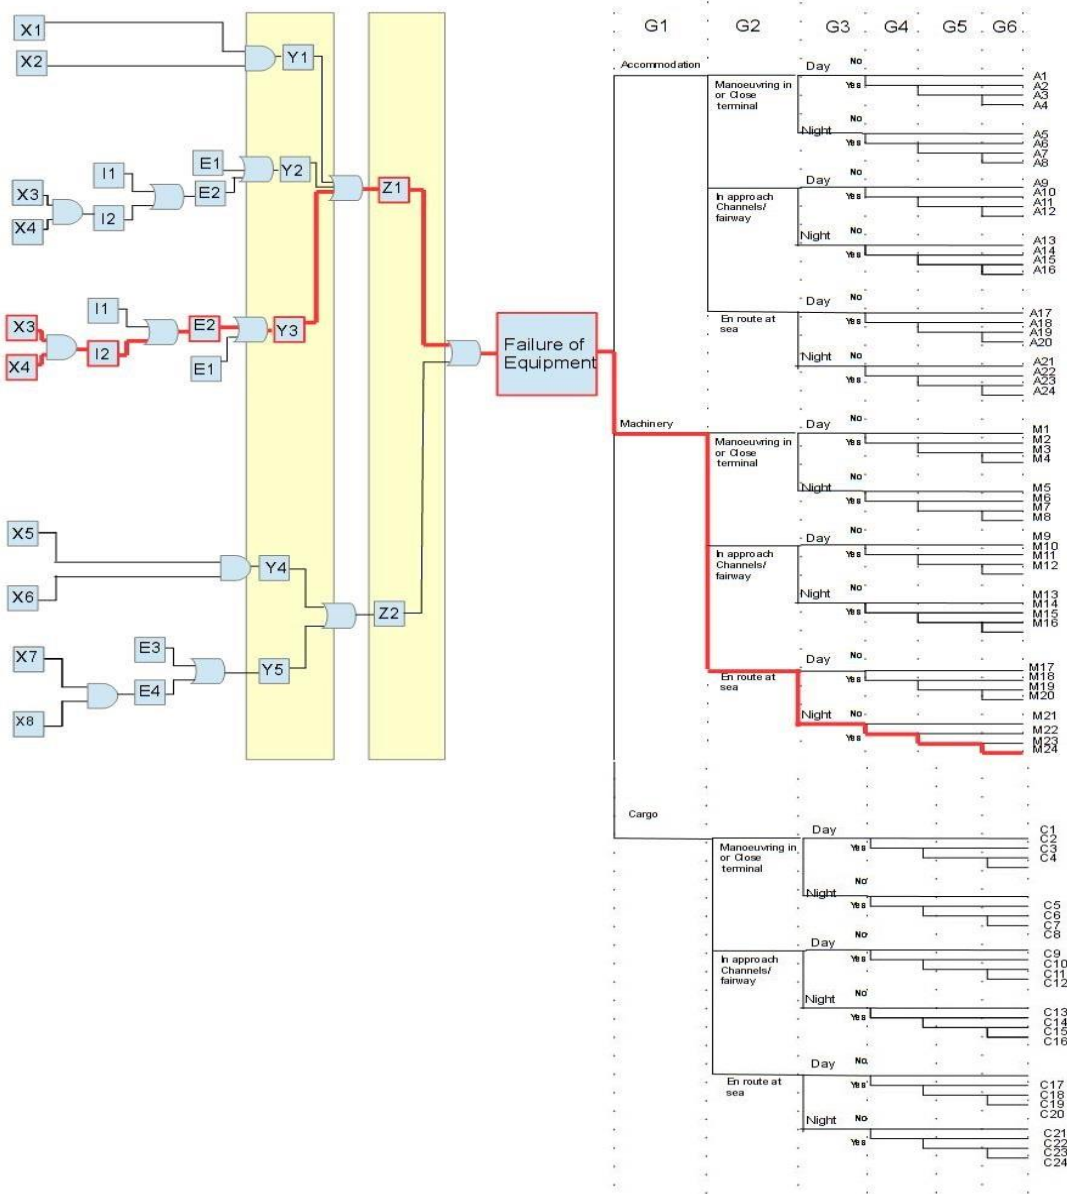 X1
X2
Y1
X3
X4
I1
I2
E1
E2
Y2
Z1
X3
X4
I1
I2
E2
E1
Y3
Failure of
Equipment
X5
X6
Y4
Z2
X7
X8
E3
E4
Y5
G1 G2 G3 G4 G5 G6
Accommodation
Manoeuvring in
or Close
terminal
Day No
Yes
A1
A2
A3
A4
No
Night
Yes
A5
A6
A7
A8
In approach
Channels/
fairway
Day No
Yes
A9
A10
A11
A12
No
Night
Yes
A13
A14
A15
A16
En route at
sea
Day No
Yes
A17
A18
A19
A20
No
Night
Yes
A21
A22
A23
A24
Machinery
Manoeuvring in
or Close
terminal
Day No
Yes
M1
M2
M3
M4
No
Night
Yes
M5
M6
M7
M8
In approach
Channels/
fairway
Day No
Yes
M9
M10
M11
M12
No
Night
Yes
M13
M14
M15
M16
En route at
sea
Day No
Yes
M17
M18
M19
M20
Night No
Yes
M21
M22
M23
M24
Cargo
Manoeuvring in
or Close
terminal
Day
Yes
C1
C2
C3
C4
No
Night
Yes
C5
C6
C7
C8
In approach
Channels/
fairway
No
Day
Yes
C9
C10
C11
C12
No
Night
Yes
C13
C14
C15
C16
En route at
sea
Day No
Yes
C17
C18
C19
C20
Night No
Yes
C21
C22
C23
C24